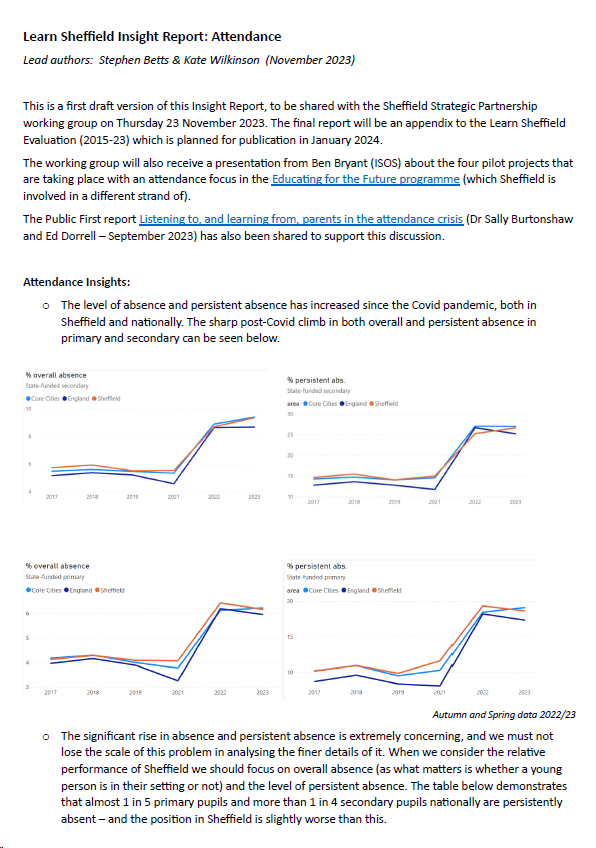 Learn Sheffield Insight Report: Attendance
Lead authors: Stephen Betts & Kate Wilkinson (November 2023)
This is a first draft version of this Insight Report, to be shared with the Sheffield Strategic Partnership
working group on Thursday 23 November 2023. The final report will be an appendix to the Learn Sheffield
Evaluation (2015-23) which is planned for publication in January 2024.
The working group will also receive a presentation from Ben Bryant (ISOS) about the four pilot projects that
are taking place with an attendance focus in the Educating for the Future programme (which Sheffield is
involved in a different strand of).
The Public First report Listening to, and learning from, parents in the attendance crisis (Dr Sally Burtonshaw
and Ed Dorrell – September 2023) has also been shared to support this discussion.
Attendance Insights:
o The level of absence and persistent absence has increased since the Covid pandemic, both in
Sheffield and nationally. The sharp post-Covid climb in both overall and persistent absence in
primary and secondary can be seen below.
% overall absence
State-funded secondary
Core Cities England Sheffield
10
8
6
4
2017 2018 2019 2021 2022 2023
% persistent abs.
State-funded secondary
area Core Cities England Sheffield
30
25
20
15
10
2017 2018 2019 2021 2022 2023
% overall absence
State-funded primary
Core Cities England Sheffield
6
5
4
3
2017 2018 2019 2021 2022 2023
% persistent abs.
State-funded primary
area Core Cities England Sheffield
20
15
10
2017 2018 2019 2021 2022 2023
Autumn and Spring data 2022/23
o The significant rise in absence and persistent absence is extremely concerning, and we must not
lose the scale of this problem in analysing the finer details of it. When we consider the relative
performance of Sheffield we should focus on overall absence (as what matters is whether a young
person is in their setting or not) and the level of persistent absence. The table below demonstrates
that almost 1 in 5 primary pupils and more than 1 in 4 secondary pupils nationally are persistently
absent – and the position in Sheffield is slightly worse than this.